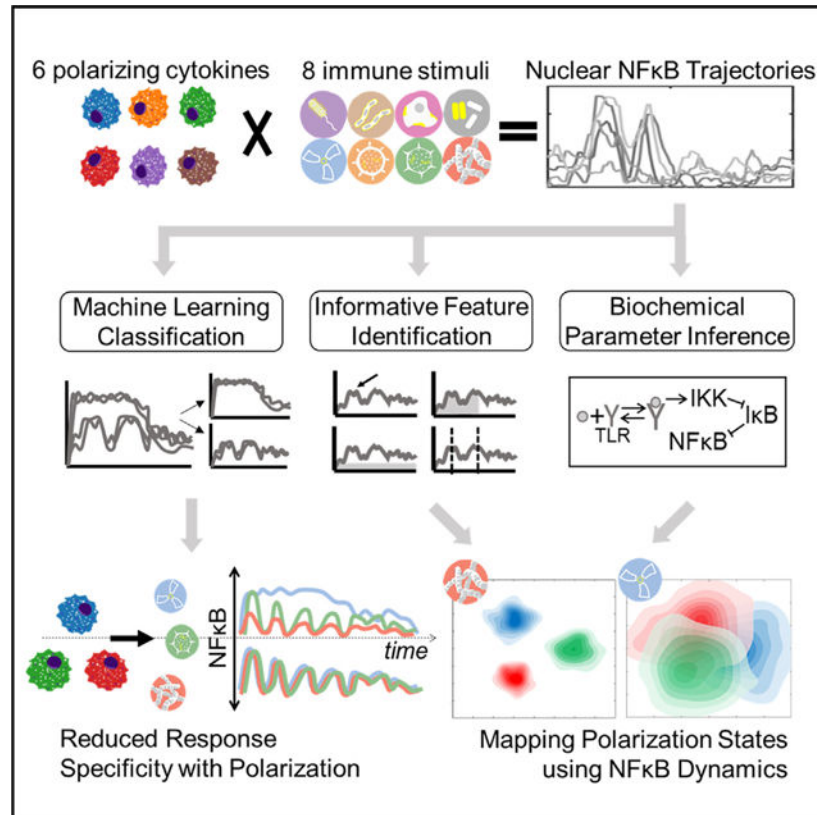 6 polarizing cytokines
X
8 immune stimuli
=
Nuclear NFκB Trajectories
Machine Learning
Classification
Informative Feature
Identification
Biochemical
Parameter Inference
+
TLR
IKK
IκB
NFκB
NFκB
time
Reduced Response
Specificity with Polarization
Mapping Polarization States
using NFκB Dynamics